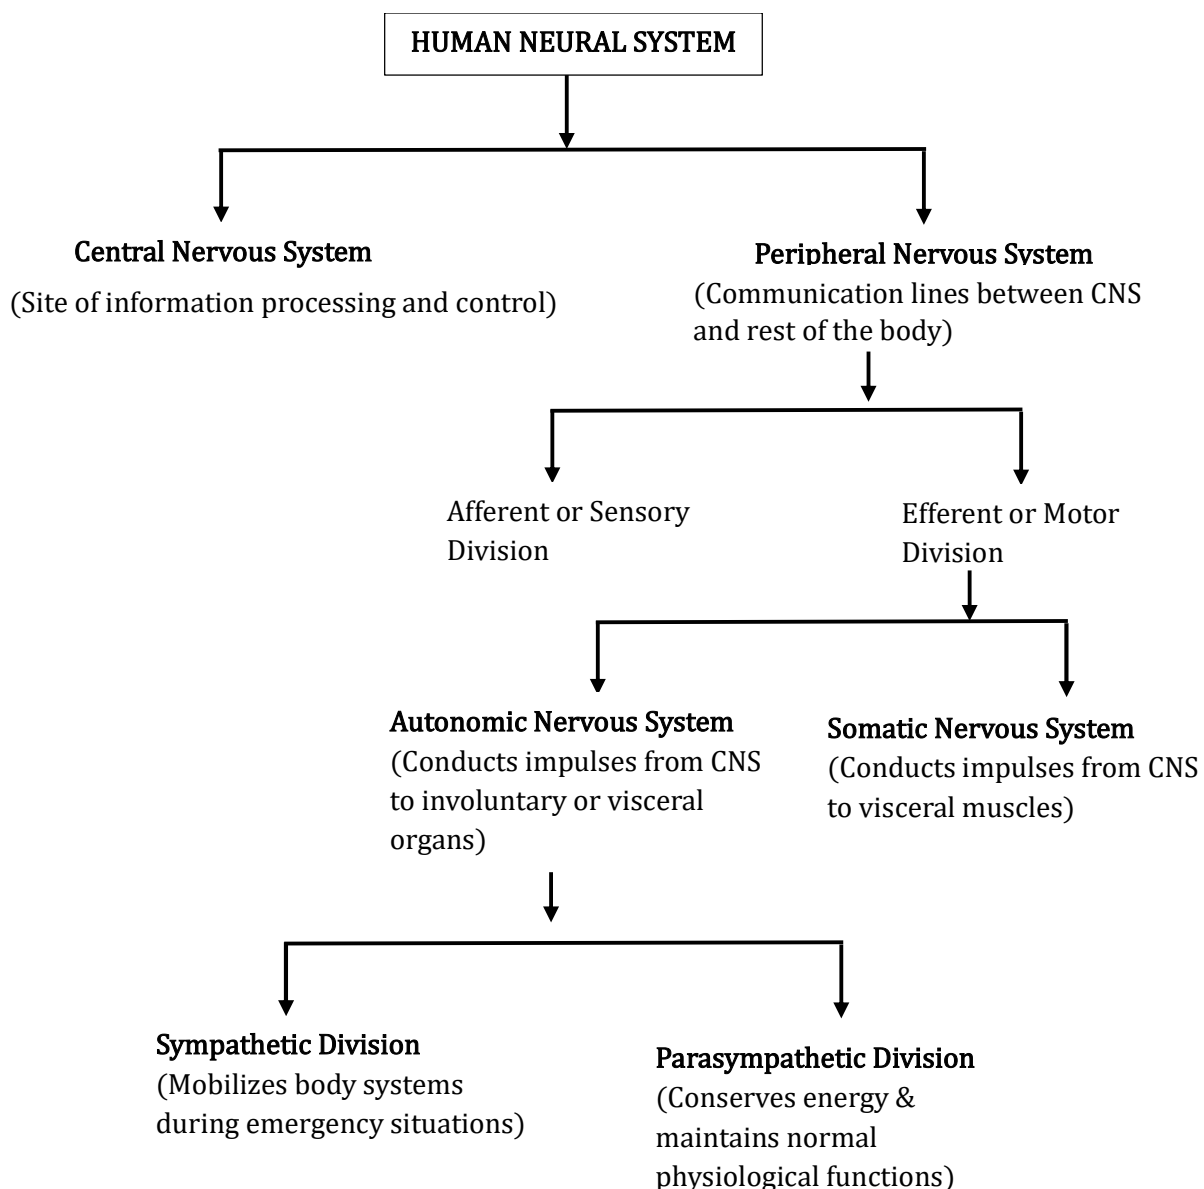 HUMAN NEURAL SYSTEM
Central Nervous System
(Site of information processing and control)
Peripheral Nervous System
(Communication lines between CNS
and rest of the body)
Afferent or Sensory
Division
Efferent or Motor
Division
Autonomic Nervous System
(Conducts impulses from CNS
to involuntary or visceral
organs)
Somatic Nervous System
(Conducts impulses from CNS
to visceral muscles)
Sympathetic Division
(Mobilizes body systems
during emergency situations)
Parasympathetic Division
(Conserves energy &
maintains normal
physiological functions)